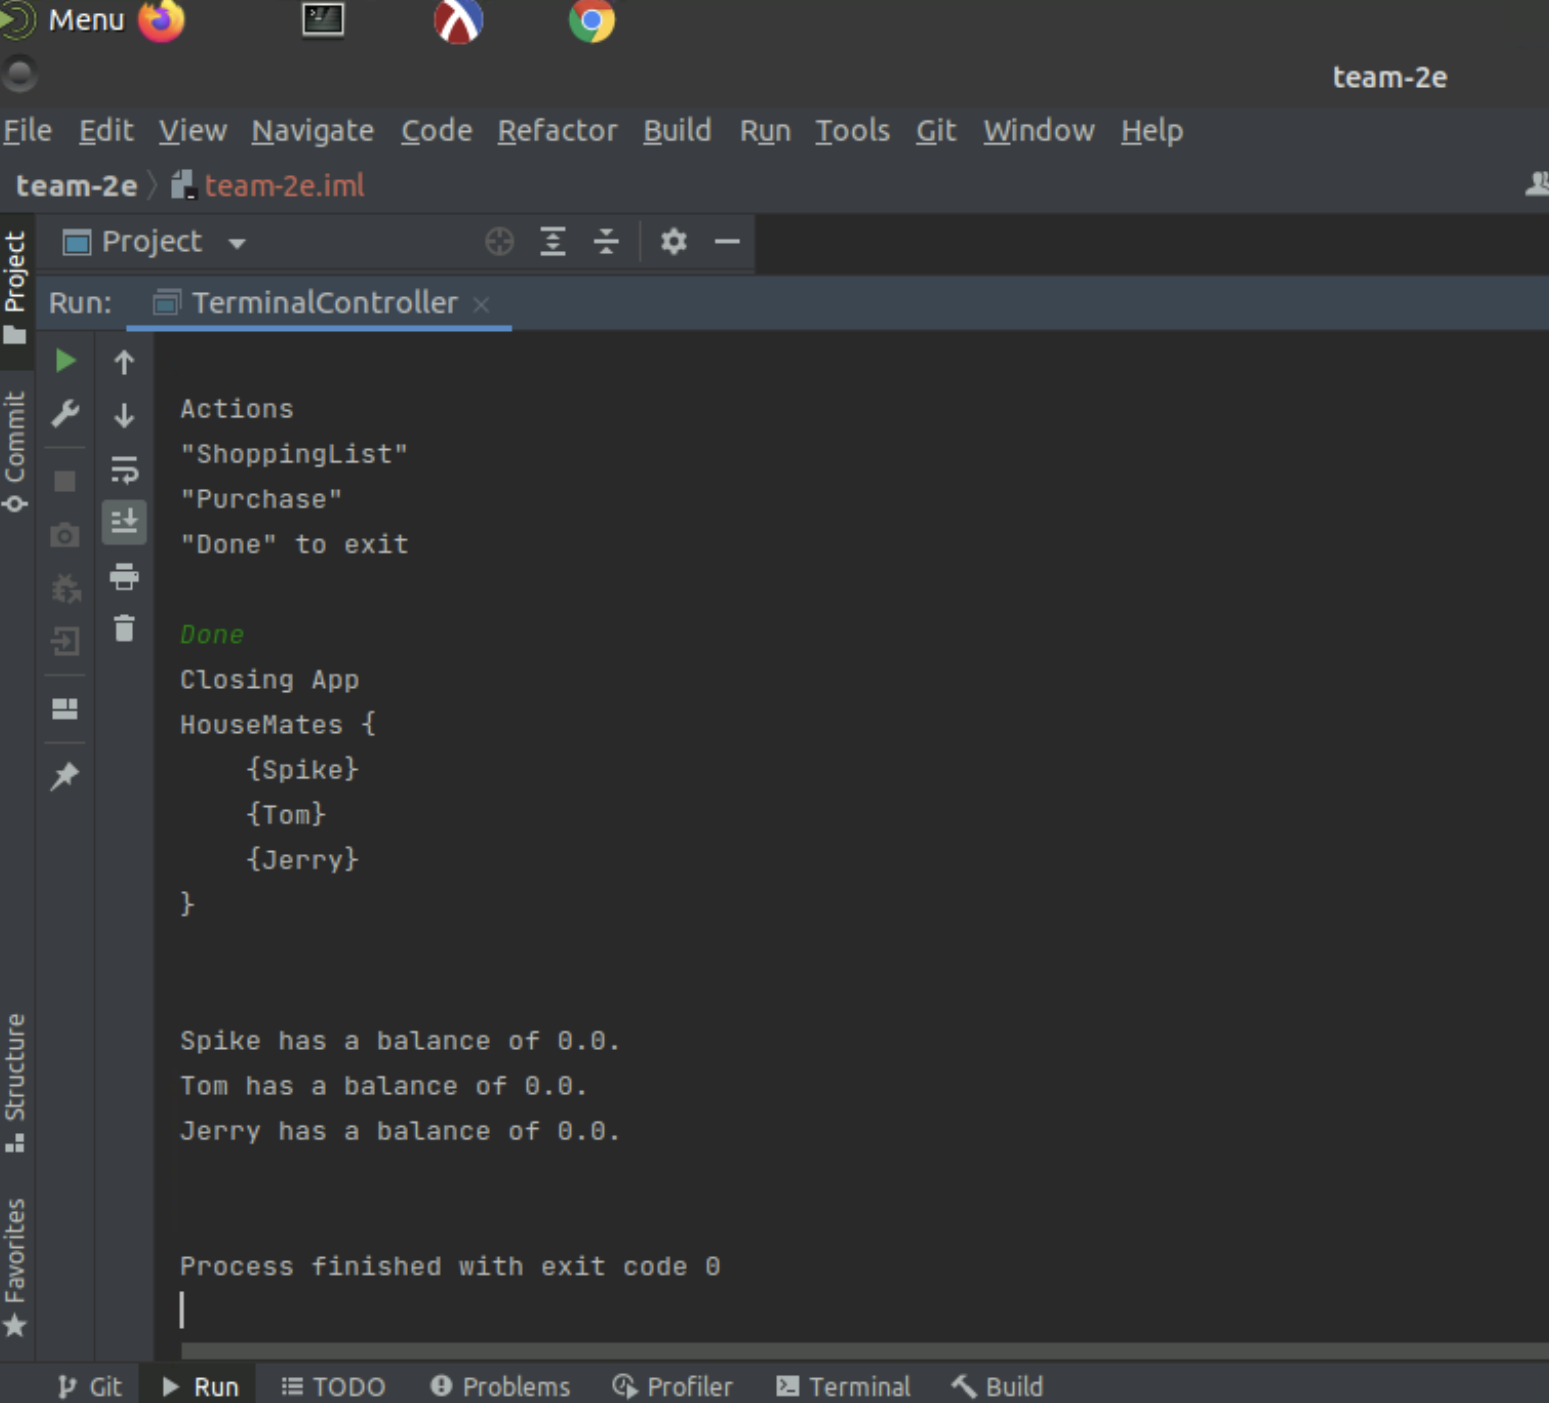 Menu
team-2e
File Edit View Navigate Code Refactor Build Run Tools Git Window Help
team-2e team-2e.iml
Project
Project
Run: TerminalController
Commit
Structure
Favorites
Actions
"ShoppingList"
"Purchase"
"Done" to exit
Done
Closing App
HouseMates {
{Spike}
{Tom}
{Jerry}
}
Spike has a balance of 0.0.
Tom has a balance of 0.0.
Jerry has a balance of 0.0.
Process finished with exit code 0
Git Run TODO Problems Profiler Terminal Build